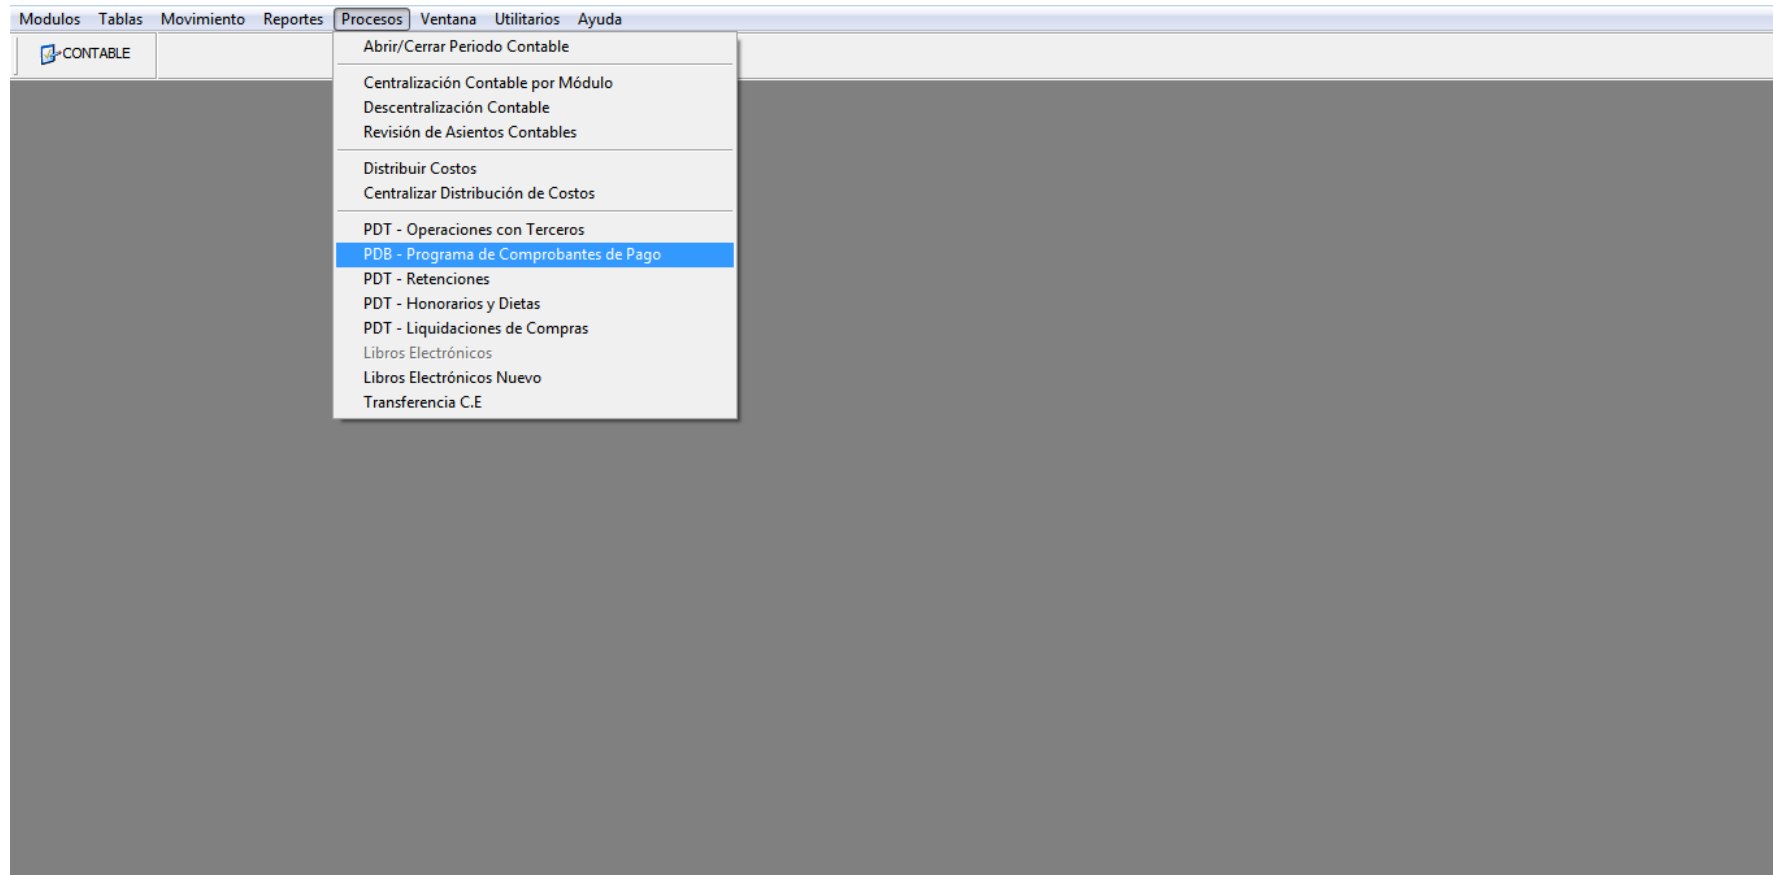 Modulos Tablas Movimiento Reportes Procesos Ventana Utilitarios Ayuda
CONTABLE
Abrir/Cerrar Periodo Contable
Centralización Contable por Módulo
Descentralización Contable
Revisión de Asientos Contables
Distribuir Costos
Centralizar Distribución de Costos
PDT - Operaciones con Terceros
PDB - Programa de Comprobantes de Pago
PDT - Retenciones
PDT - Honorarios y Dietas
PDT - Liquidaciones de Compras
Libros Electrónicos
Libros Electrónicos Nuevo
Transferencia C.E